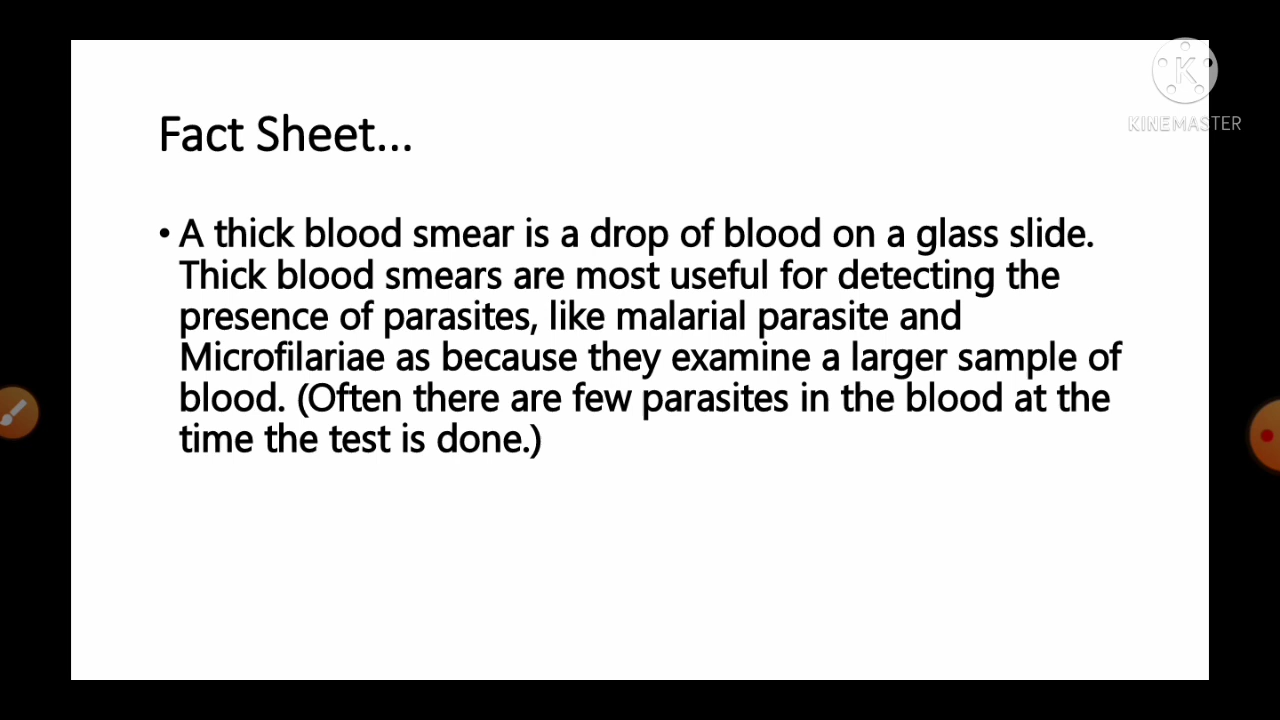 KINEMASTER
Fact Sheet...
• A thick blood smear is a drop of blood on a glass slide.
Thick blood smears are most useful for detecting the
presence of parasites, like malarial parasite and
Microfilariae as because they examine a larger sample of
blood. (Often there are few parasites in the blood at the
time the test is done.)